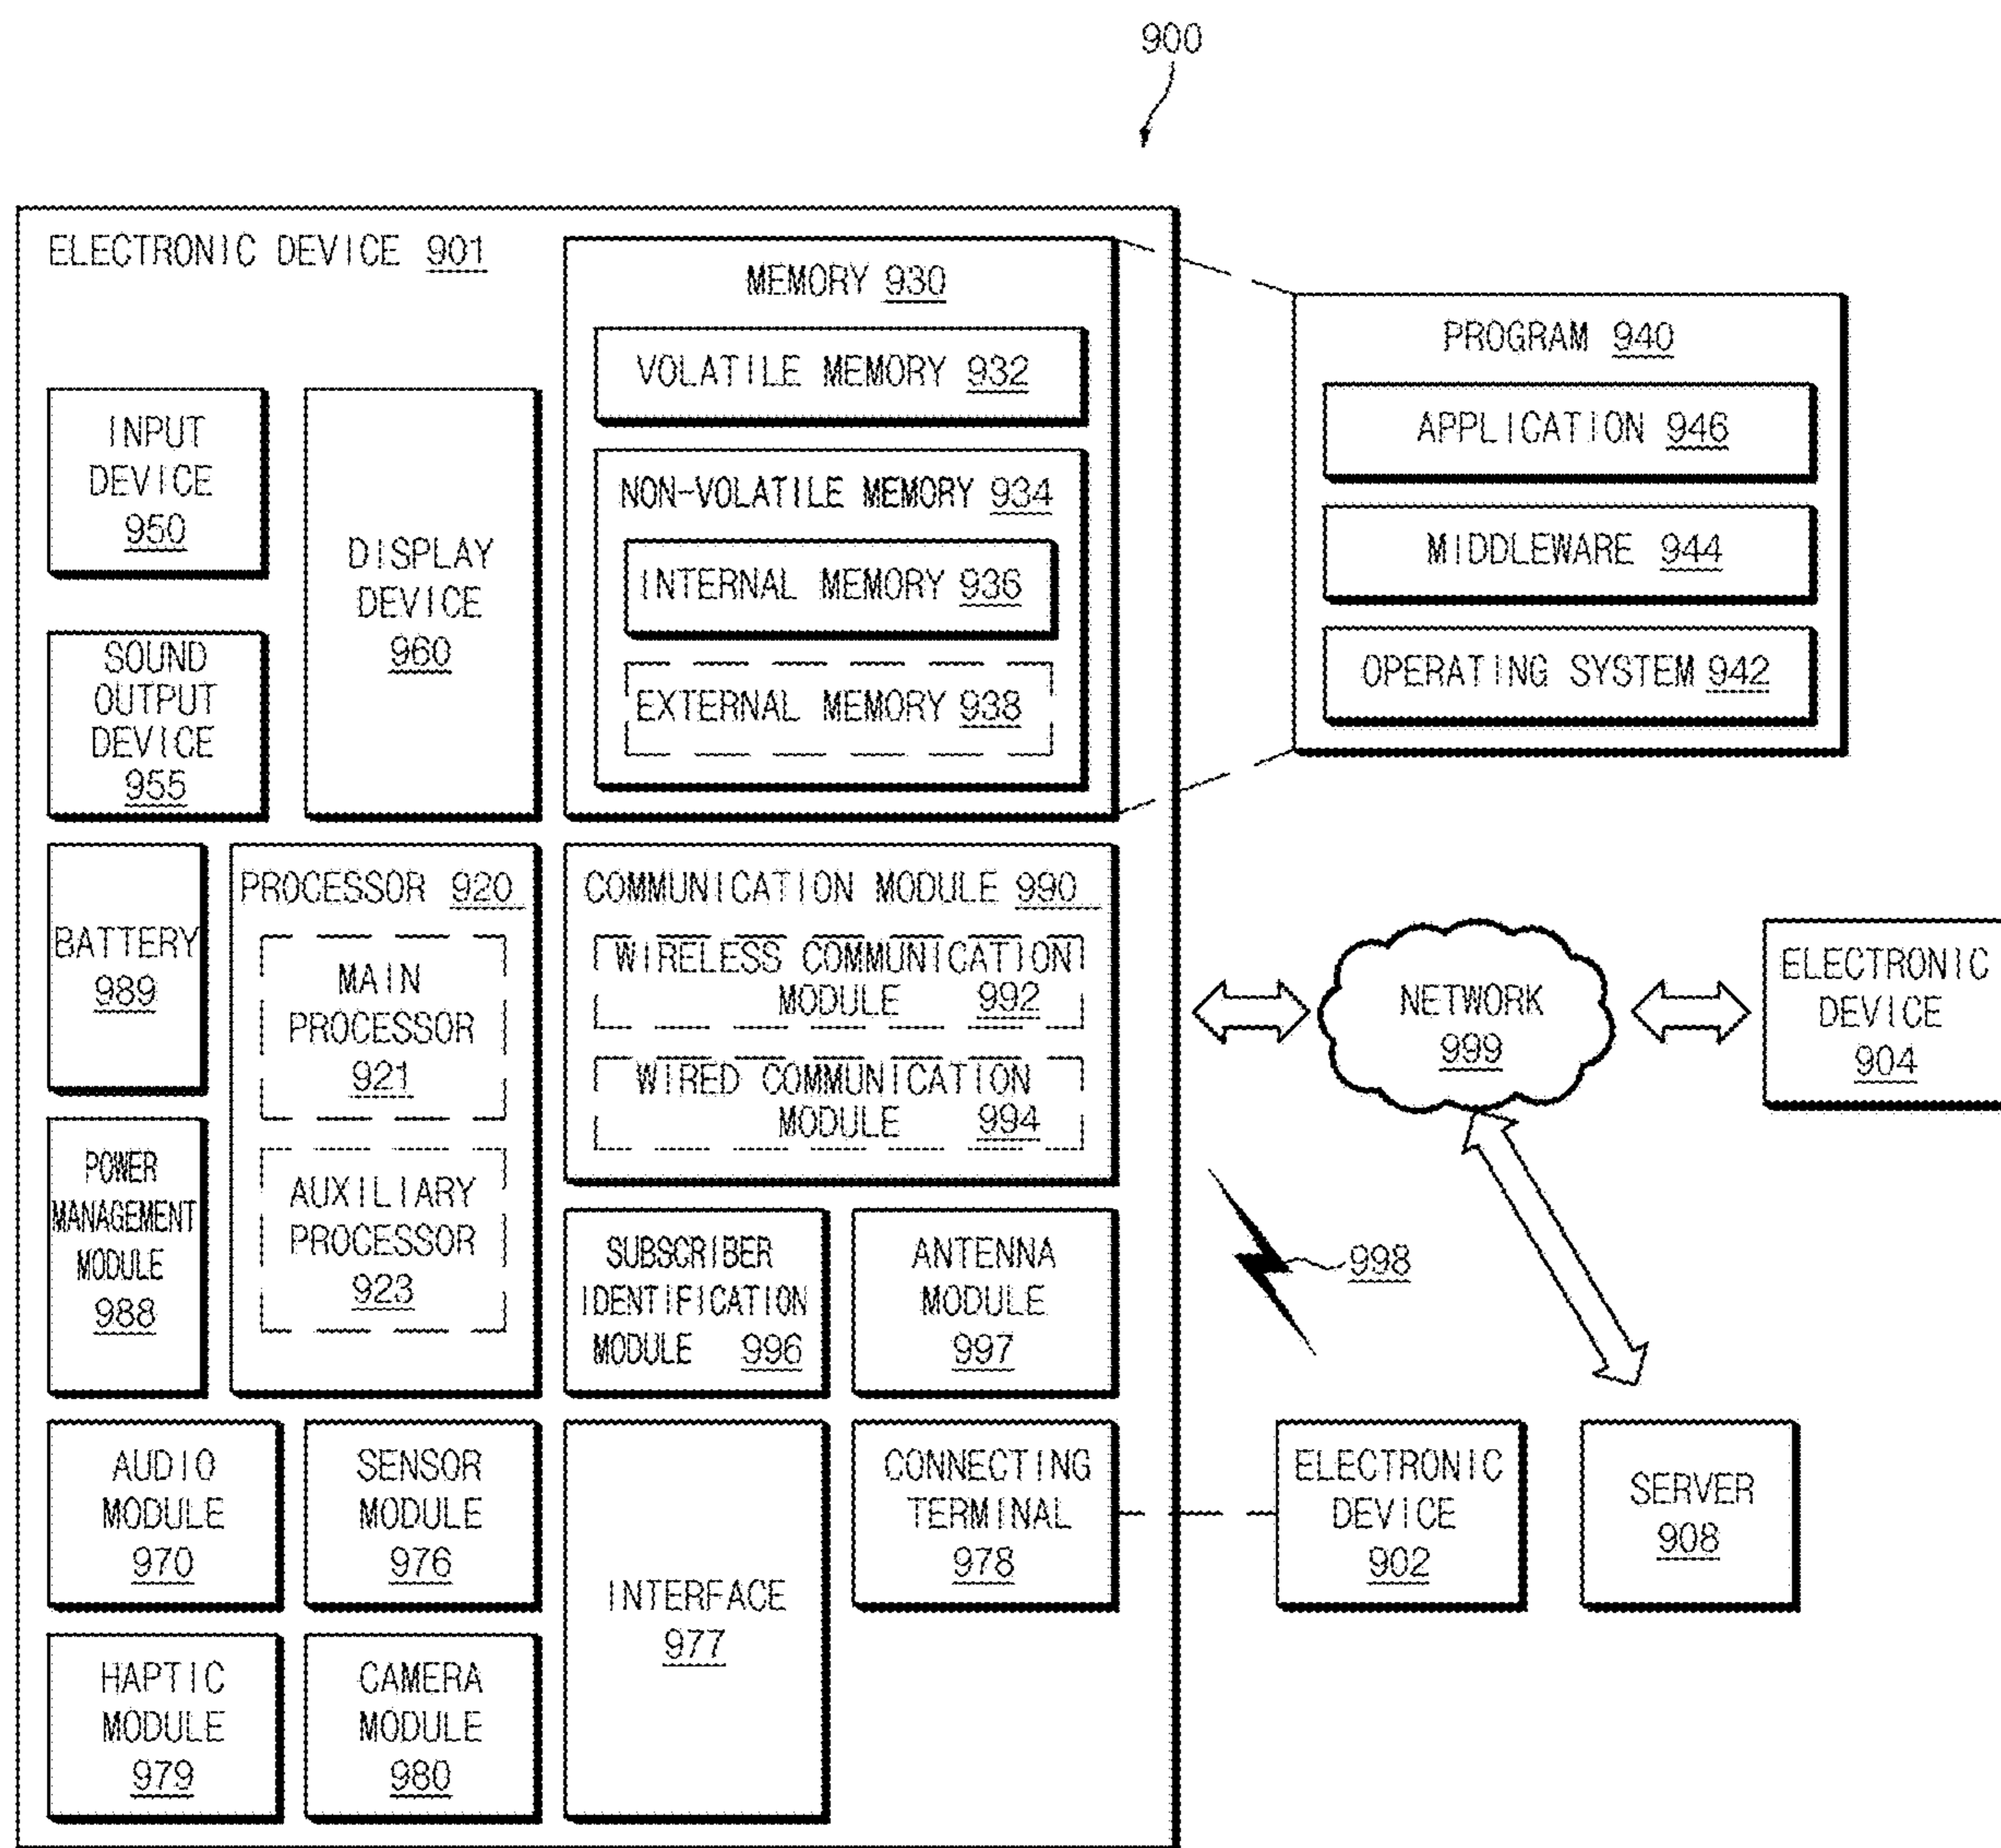 900
ELECTRONIC DEVICE 901
MEMORY 930
VOLATILE MEMORY 932
NON-VOLATILE MEMORY 934
INTERNAL MEMORY 936
EXTERNAL MEMORY 938
PROGRAM 940
APPLICATION 946
MIDDLEWARE 944
OPERATING SYSTEM 942
INPUT
DEVICE
950
DISPLAY
DEVICE
960
SOUND
OUTPUT
DEVICE
955
BATTERY
989
PROCESSOR 920
MAIN
PROCESSOR
921
AUXILIARY
PROCESSOR
923
COMMUNICATION MODULE 990
WIRELESS COMMUNICATION
MODULE 992
WIRED COMMUNICATION
MODULE 994
NETWORK
999
ELECTRONIC
DEVICE
904
POWER
MANAGEMENT
MODULE
988
SUBSCRIBER
IDENTIFICATION
MODULE 996
ANTENNA
MODULE
997
998
AUDIO
MODULE
970
SENSOR
MODULE
976
INTERFACE
977
CONNECTING
TERMINAL
978
ELECTRONIC
DEVICE
902
SERVER
908
HAPTIC
MODULE
979
CAMERA
MODULE
980